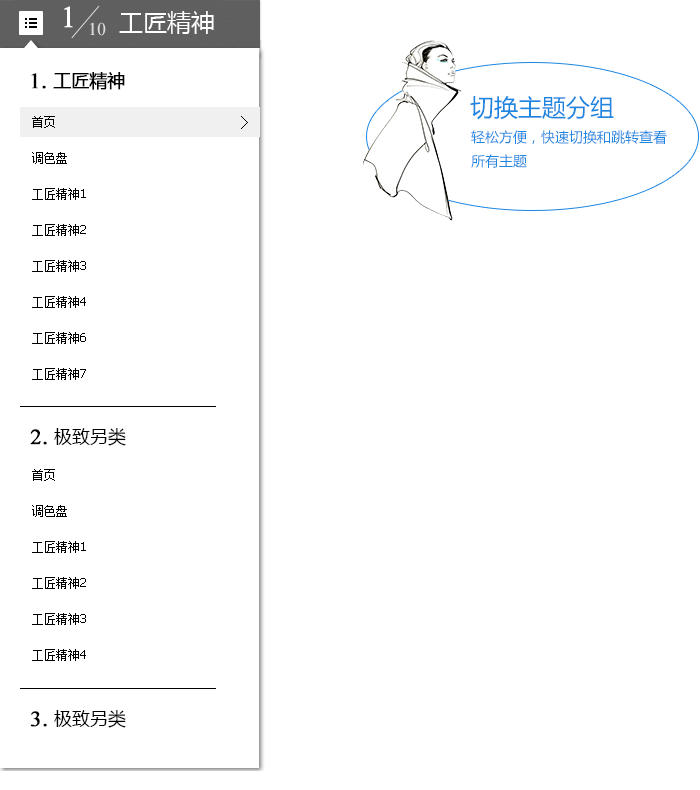 1/10 工匠精神
1. 工匠精神
首页
调色盘
工匠精神1
工匠精神2
工匠精神3
工匠精神4
工匠精神6
工匠精神7
2. 极致另类
首页
调色盘
工匠精神1
工匠精神2
工匠精神3
工匠精神4
3. 极致另类
切换主题分组
轻松方便，快速切换和跳转查看
所有主题